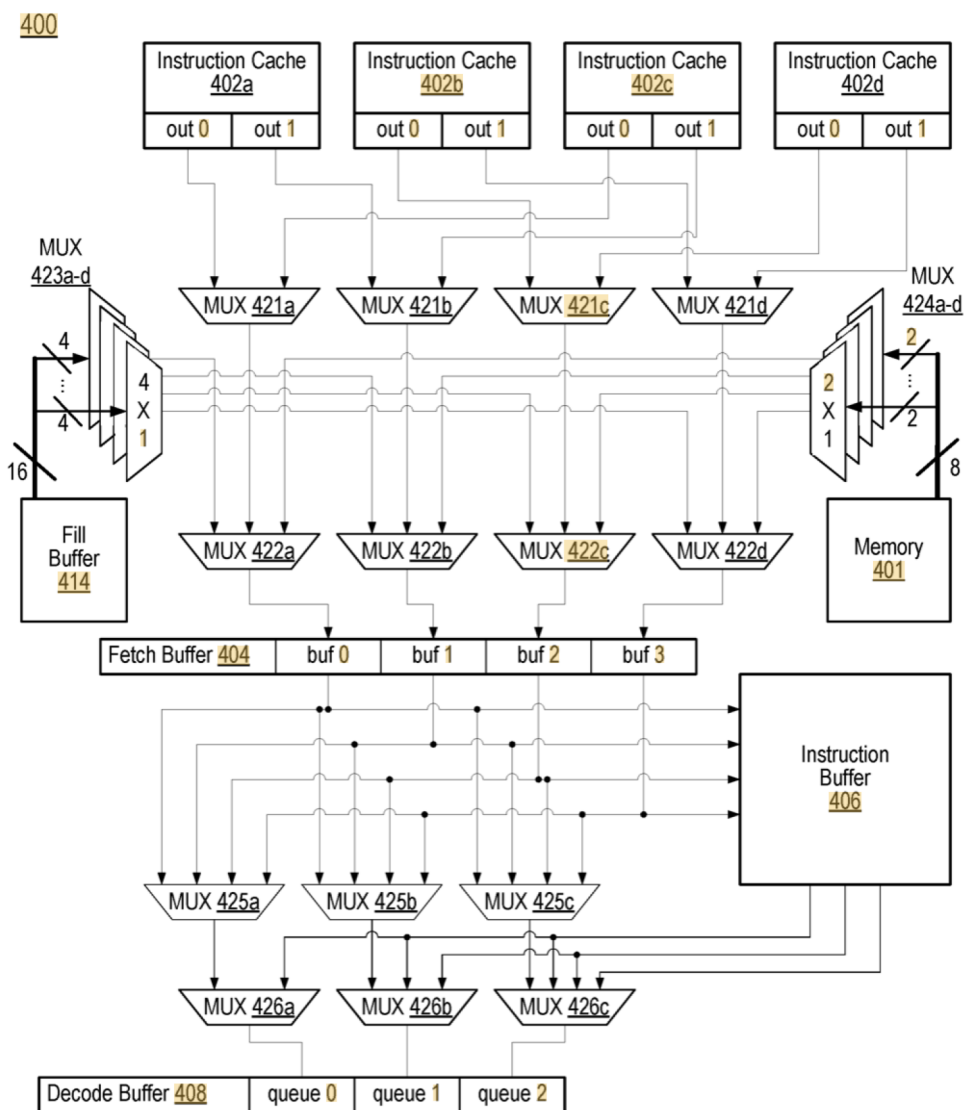 400
Instruction Cache
402a
out 0
out 1
Instruction Cache
402b
out 0
out 1
Instruction Cache
402c
out 0
out 1
Instruction Cache
402d
out 0
out 1
MUX
423a-d
MUX
424a-d
MUX 421a
MUX 421b
MUX 421c
MUX 421d
4
...
4
16
4
X
1
2
...
2
8
2
X
1
Fill
Buffer
414
MUX 422a
MUX 422b
MUX 422c
MUX 422d
Memory
401
Fetch Buffer 404
buf 0
buf 1
buf 2
buf 3
Instruction
Buffer
406
MUX 425a
MUX 425b
MUX 425c
MUX 426a
MUX 426b
MUX 426c
Decode Buffer 408
queue 0
queue 1
queue 2